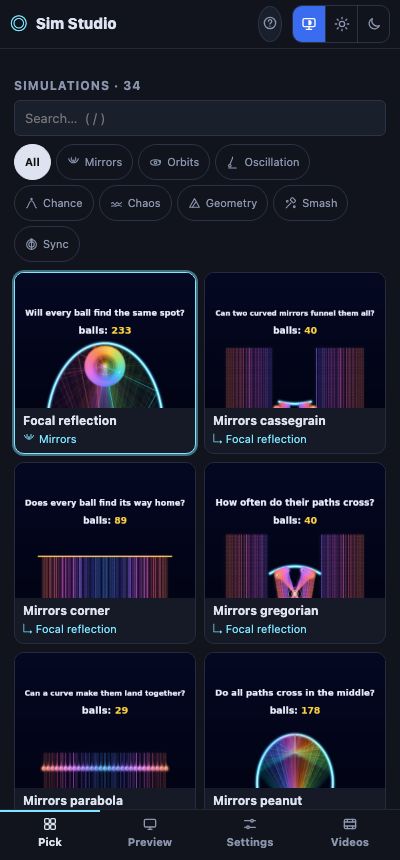 Sim Studio
SIMULATIONS · 34
Search... ( / )
All
Mirrors
Orbits
Oscillation
Chance
Chaos
Geometry
Smash
Sync
Will every ball find the same spot?
balls: 233
Focal reflection
Mirrors
Can two curved mirrors funnel them all?
balls: 40
Mirrors cassegrain
Focal reflection
Does every ball find its way home?
balls: 89
Mirrors corner
Focal reflection
How often do their paths cross?
balls: 40
Mirrors gregorian
Focal reflection
Can a curve make them land together?
balls: 29
Mirrors parabola
Do all paths cross in the middle?
balls: 178
Mirrors peanut
Pick
Preview
Settings
Videos